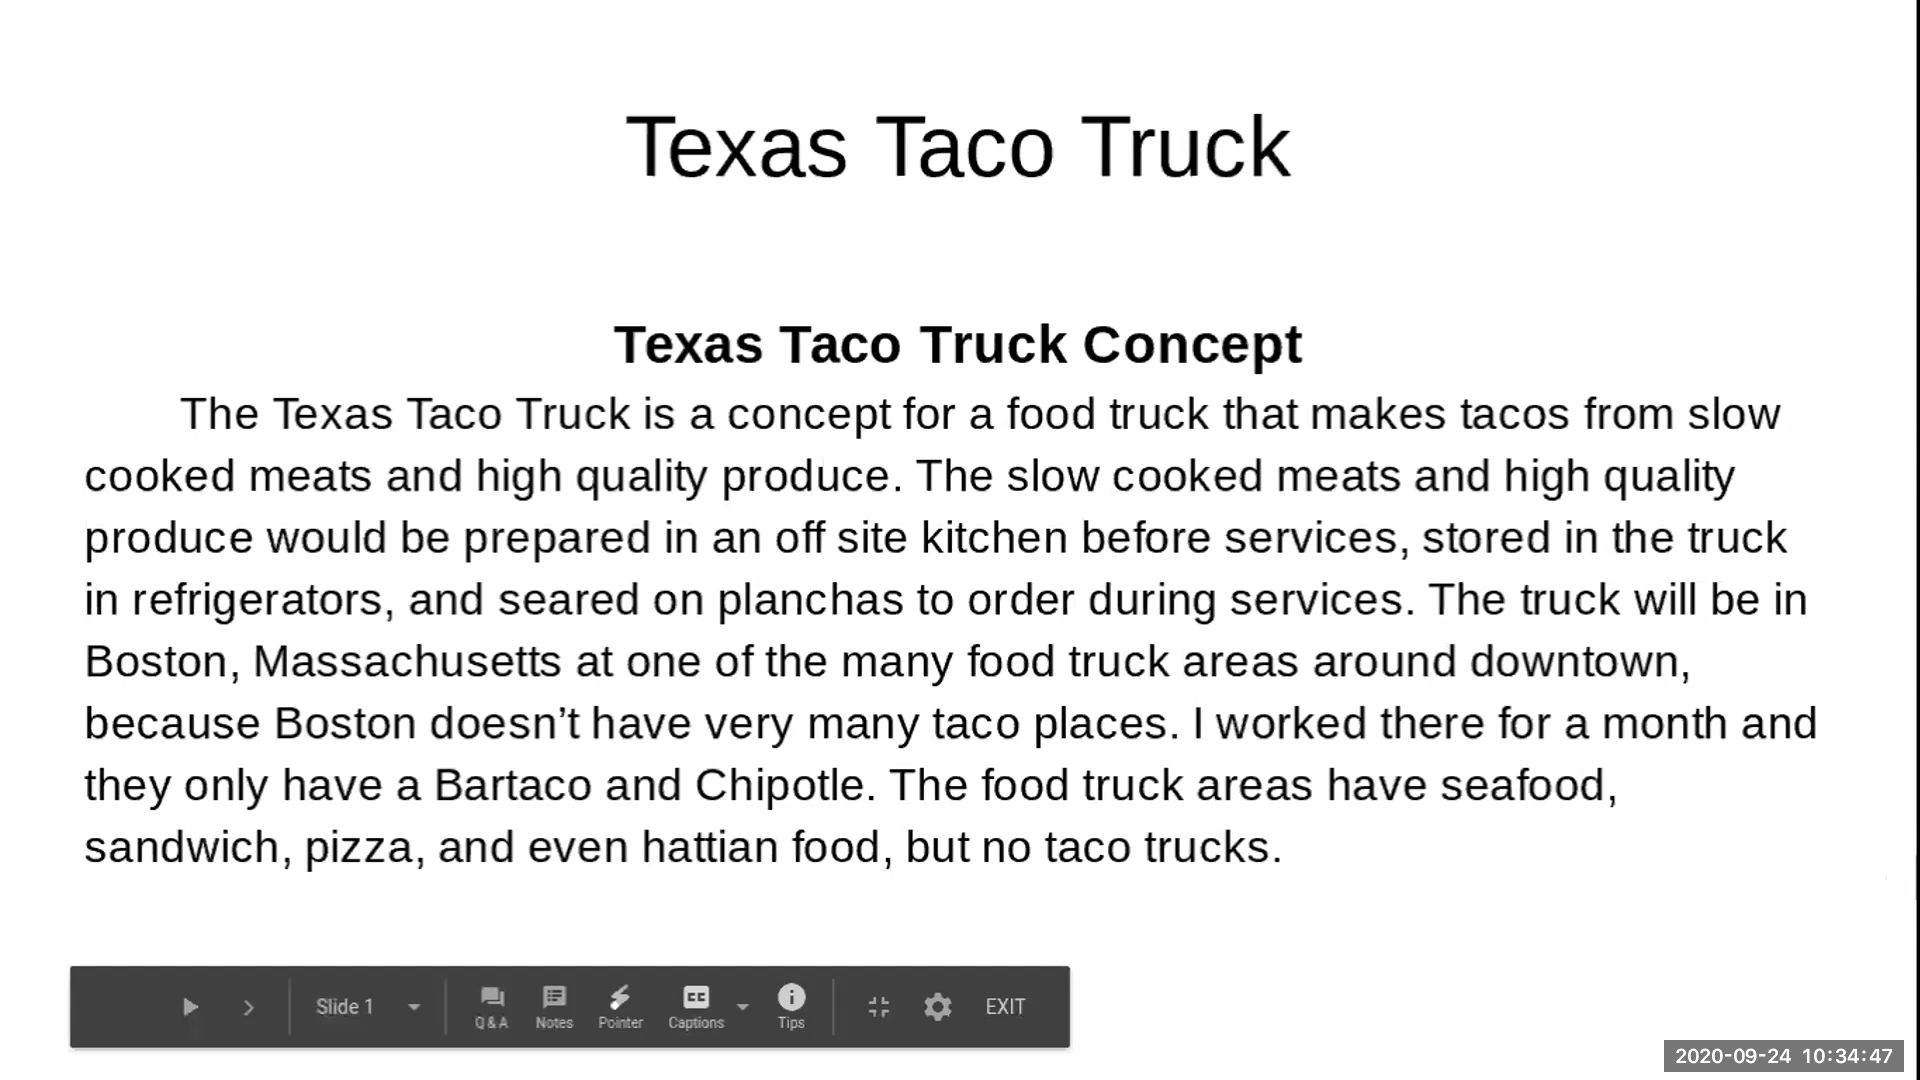 Texas Taco Truck
Texas Taco Truck Concept
The Texas Taco Truck is a concept for a food truck that makes tacos from slow
cooked meats and high quality produce. The slow cooked meats and high quality
produce would be prepared in an off site kitchen before services, stored in the truck
in refrigerators, and seared on planchas to order during services. The truck will be in
Boston, Massachusetts at one of the many food truck areas around downtown,
because Boston doesn’t have very many taco places. I worked there for a month and
they only have a Bartaco and Chipotle. The food truck areas have seafood,
sandwich, pizza, and even hattian food, but no taco trucks.
Slide 1
Q&A
Notes
Pointer
CC
Captions
Tips
EXIT
2020-09-24 10:34:47